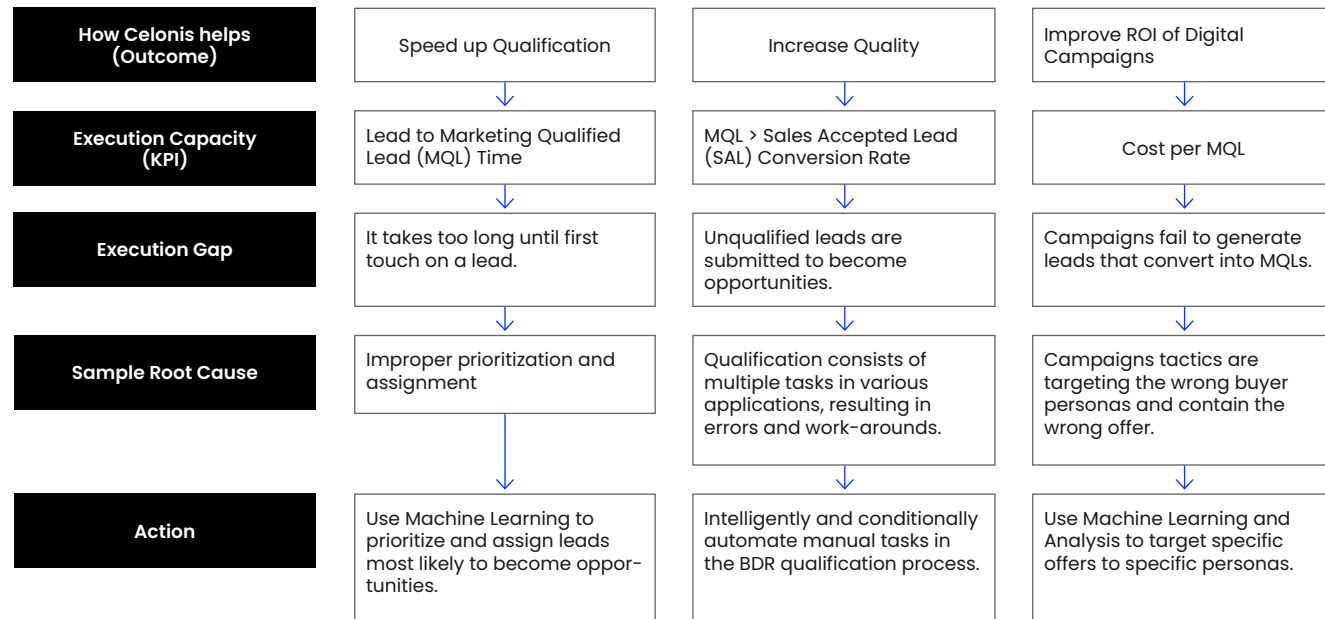 How Celonis helps
(Outcome)
Speed up Qualification
Increase Quality
Improve ROI of Digital
Campaigns
Execution Capacity
(KPI)
Lead to Marketing Qualified
Lead (MQL) Time
MQL > Sales Accepted Lead
(SAL) Conversion Rate
Cost per MQL
Execution Gap
It takes too long until first
touch on a lead.
Unqualified leads are
submitted to become
opportunities.
Campaigns fail to generate
leads that convert into MQLs.
Sample Root Cause
Improper prioritization and
assignment
Qualification consists of
multiple tasks in various
applications, resulting in
errors and work-arounds.
Campaigns tactics are
targeting the wrong buyer
personas and contain the
wrong offer.
Action
Use Machine Learning to
prioritize and assign leads
most likely to become oppor-
tunities.
Intelligently and conditionally
automate manual tasks in
the BDR qualification process.
Use Machine Learning and
Analysis to target specific
offers to specific personas.